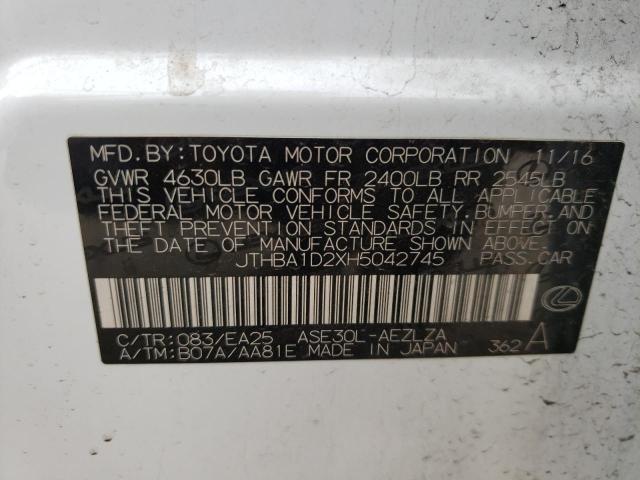 MFD. BY: TOYOTA MOTOR CORPORATION 11/16
GVWR 4630LB GAWR FR 2400LB RR 2545LB
THIS VEHICLE CONFORMS TO ALL APPLICABLE
FEDERAL MOTOR VEHICLE SAFETY, BUMPER, AND
THEFT PREVENTION STANDARDS IN EFFECT ON
THE DATE OF MANUFACTURE SHOWN ABOVE.
JTHBA1D2XH5042745 PASS.CAR
C/TR: 083/EA25 ASE30L-AEZLZA
A/TM: B07A/AA81E MADE IN JAPAN 362 A